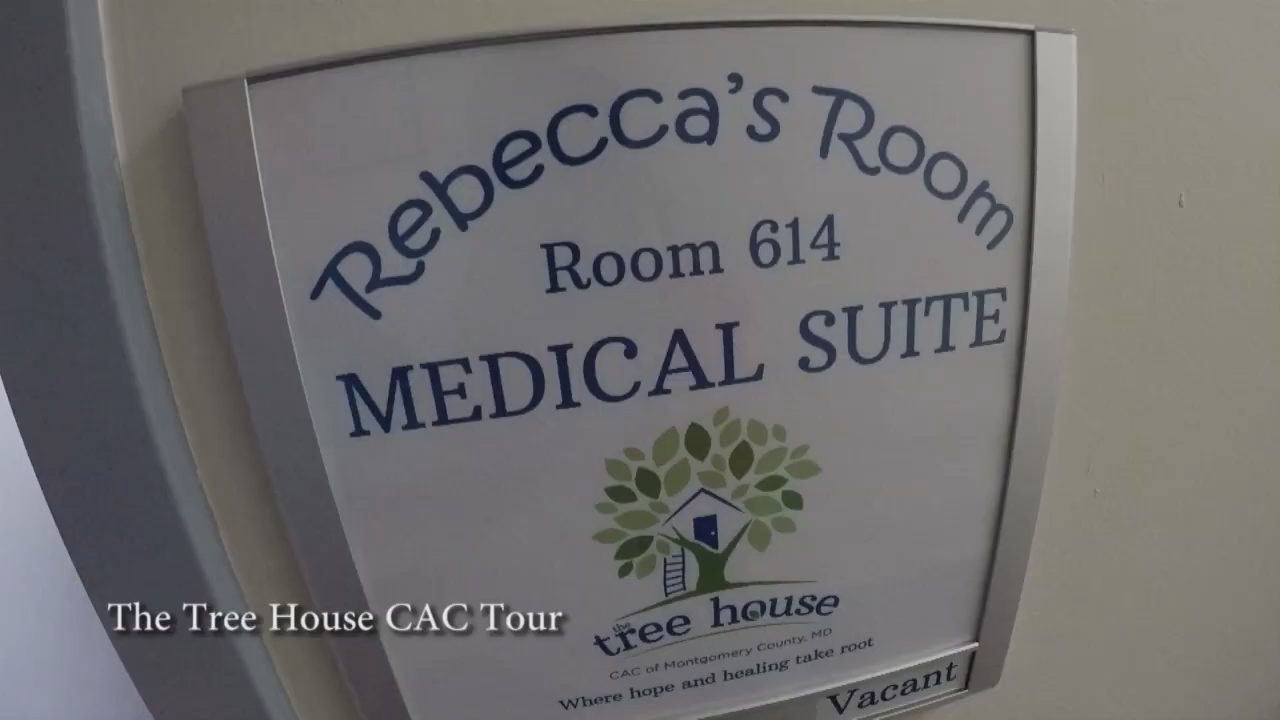 Rebecca's Room
Room 614
MEDICAL SUITE
the
tree house
CAC of Montgomery County, MD
Where hope and healing take root
Vacant
The Tree House CAC Tour